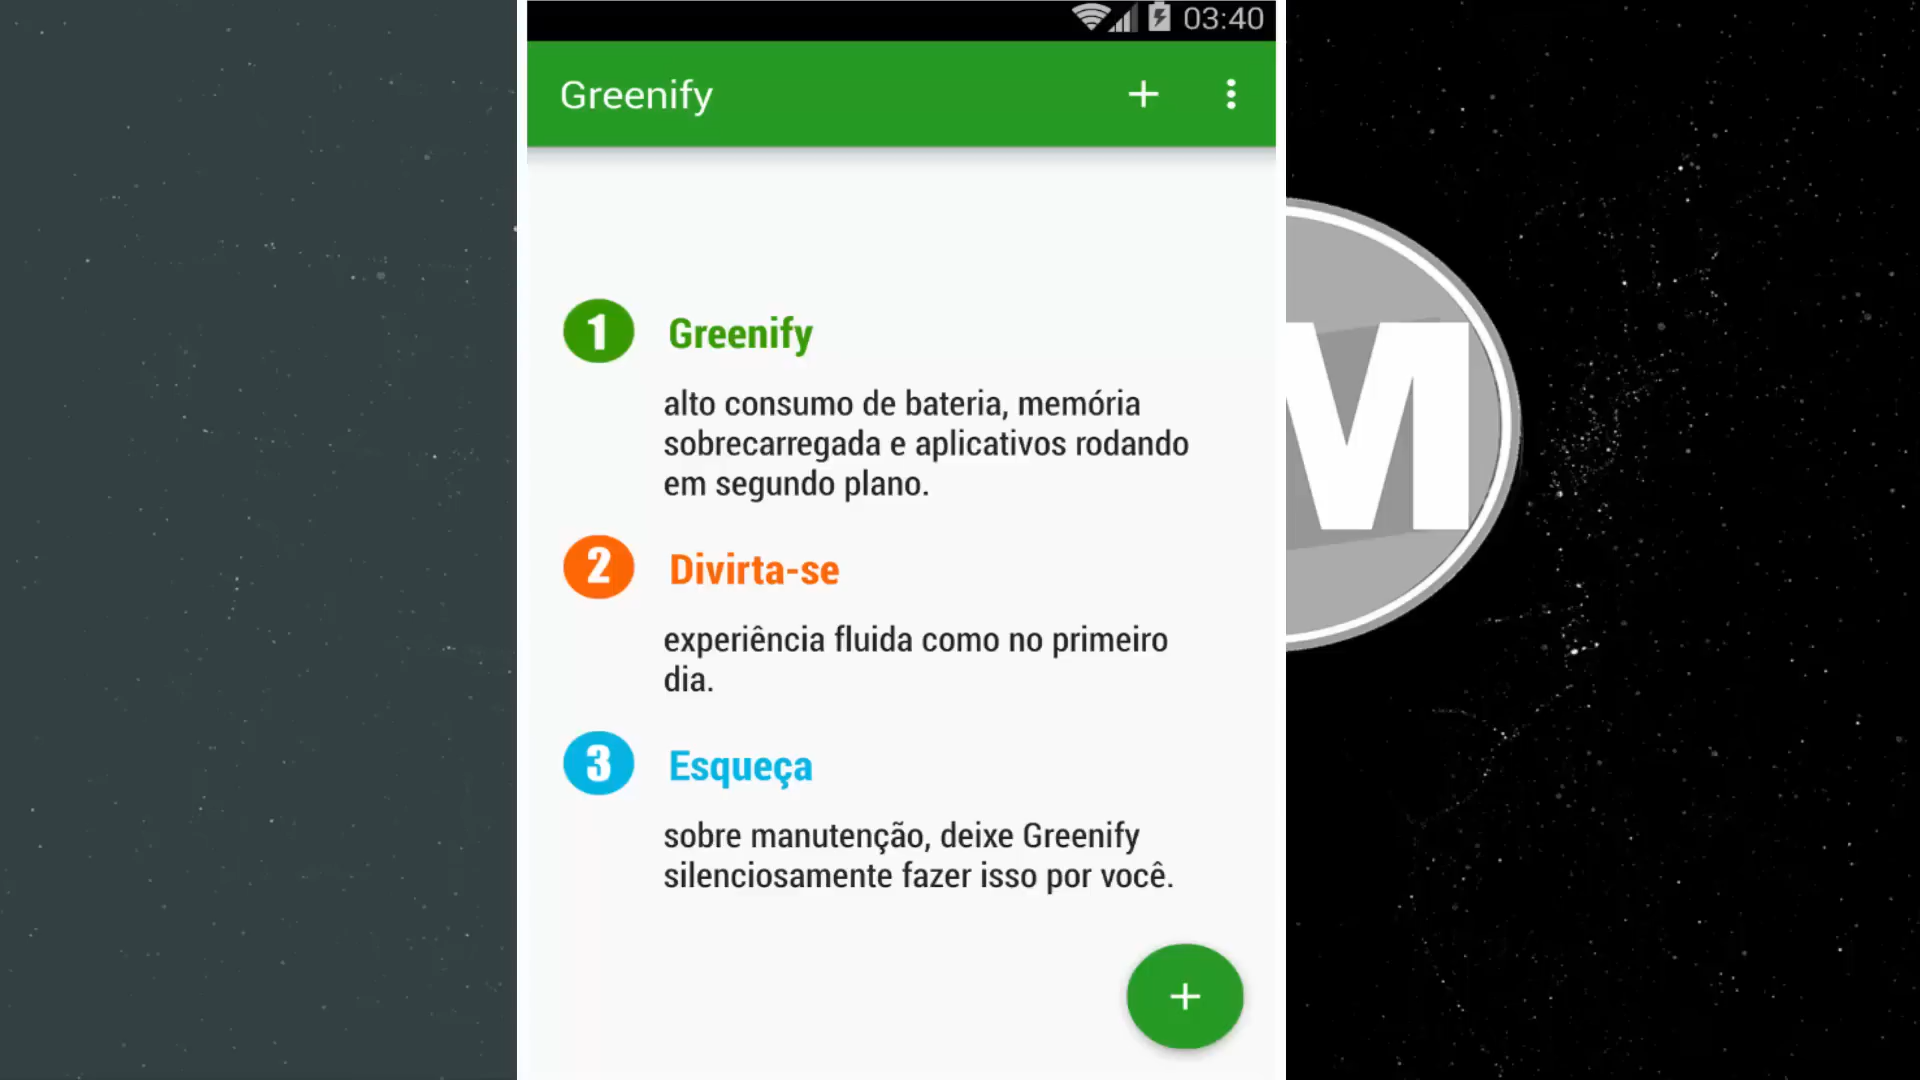 03:40
Greenify
1 Greenify
alto consumo de bateria, memória
sobrecarregada e aplicativos rodando
em segundo plano.
2 Divirta-se
experiência fluida como no primeiro
dia.
3 Esqueça
sobre manutenção, deixe Greenify
silenciosamente fazer isso por você.
M